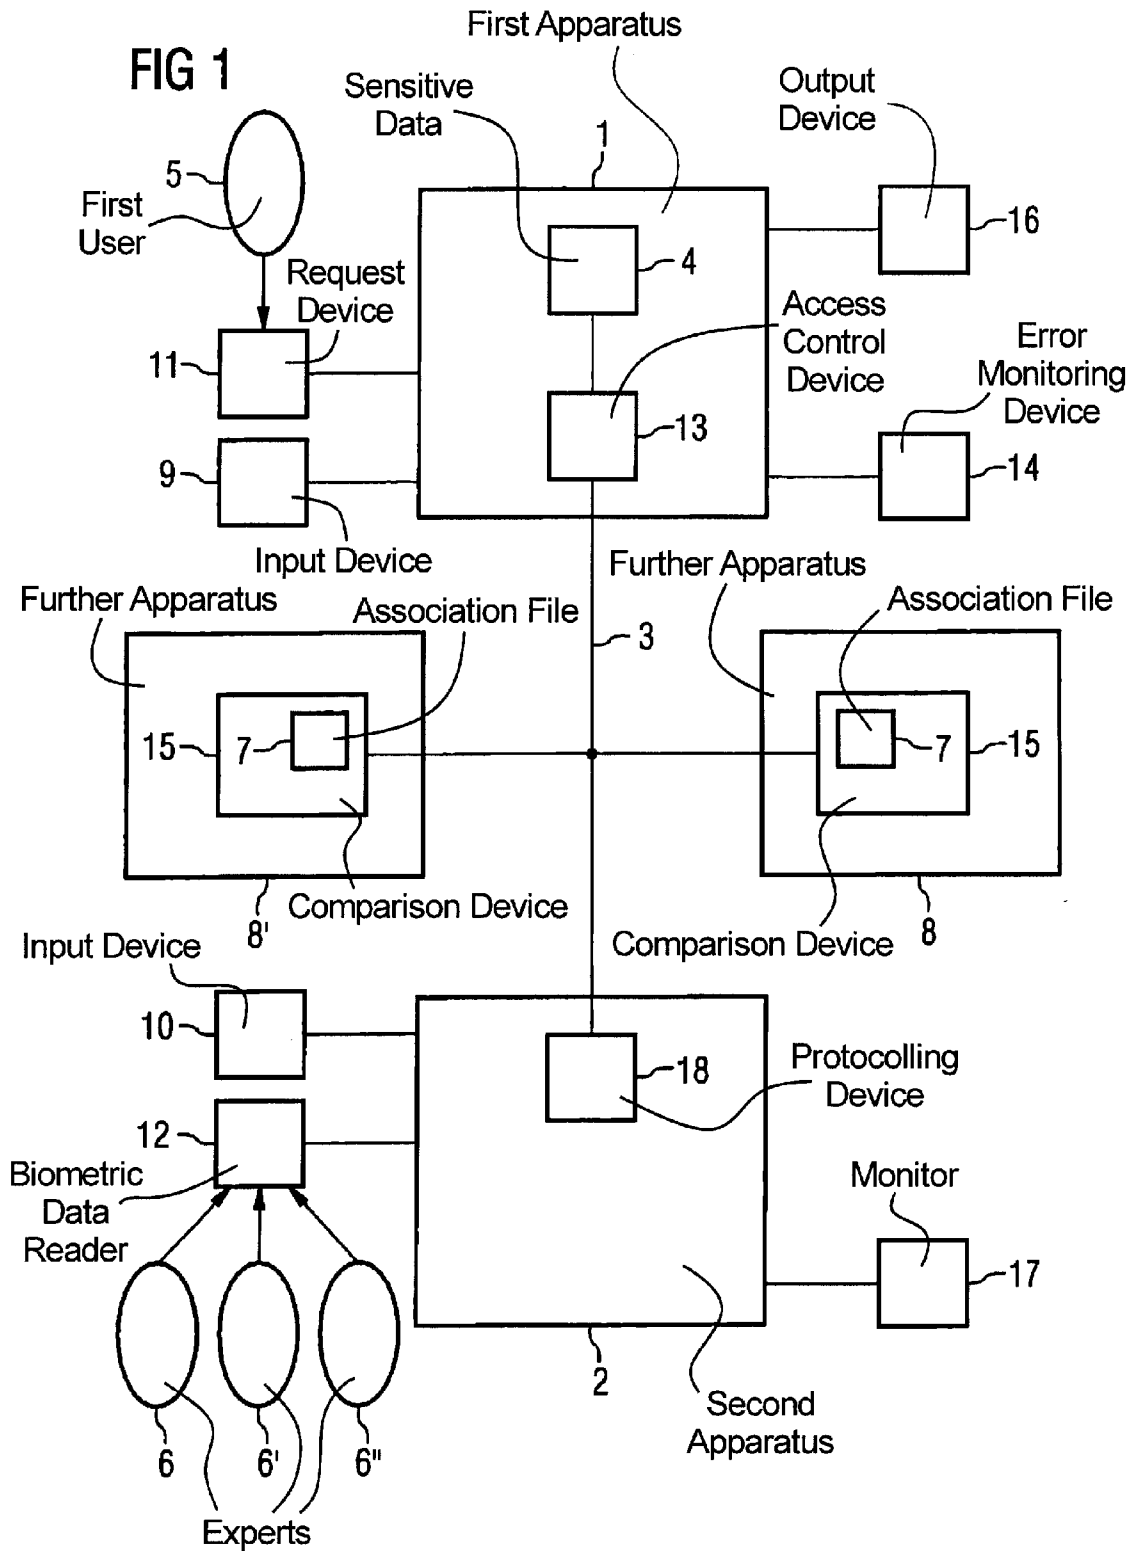 FIG 1
First Apparatus
Sensitive
Data
Output
Device
1
5
First
User
16
4
Request
Device
Access
Control
Device
Error
Monitoring
Device
11
13
9
14
Input Device
Further Apparatus
Association File
3
Further Apparatus
Association File
15
7
7
15
Comparison Device
8'
Comparison Device
8
Input Device
10
18
Protocolling
Device
12
Biometric
Data
Reader
Monitor
17
2
6
6'
6"
Second
Apparatus
Experts